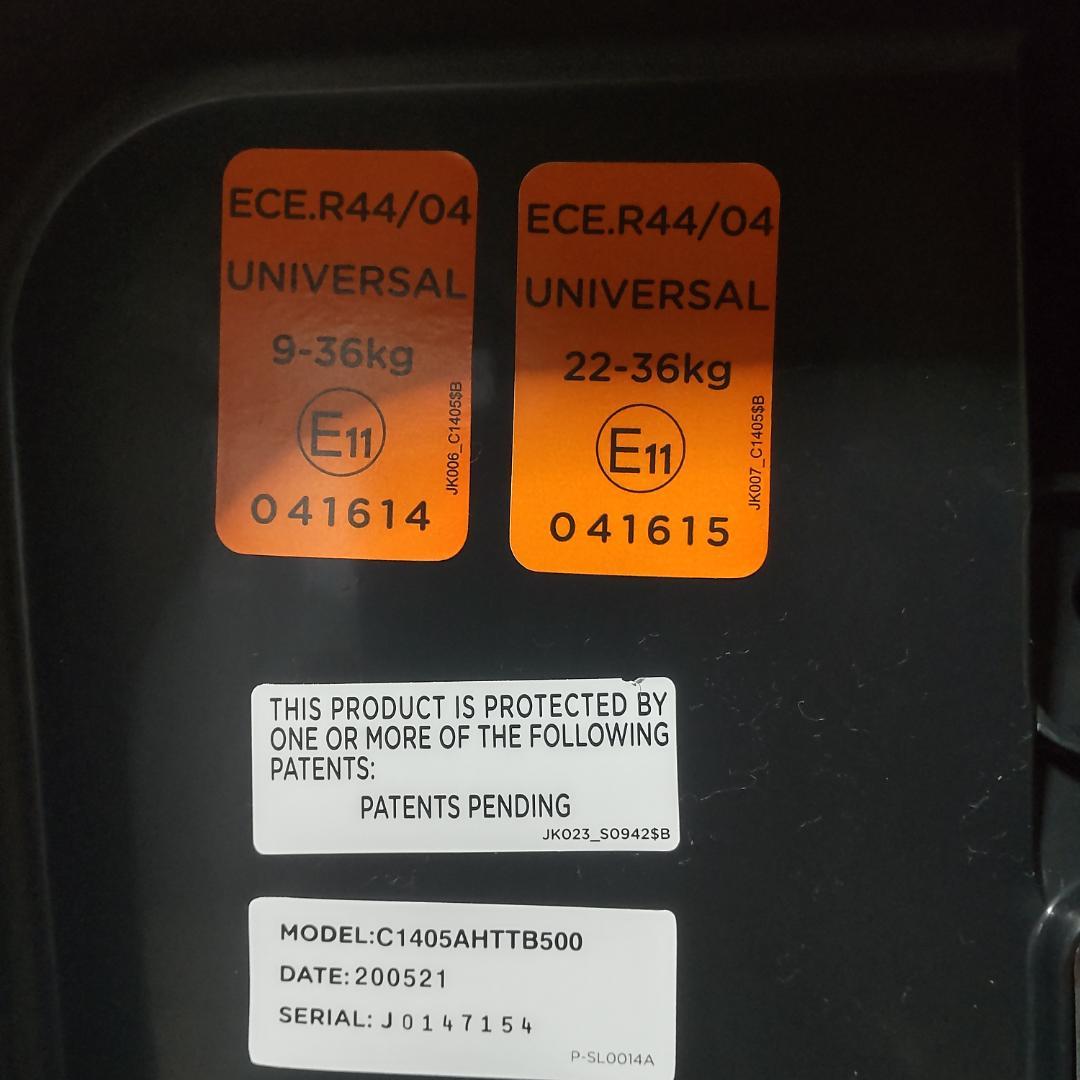 ECE.R44/04
UNIVERSAL
9-36kg
E11
041614
JK006_C1405$B
ECE.R44/04
UNIVERSAL
22-36kg
E11
041615
JK007_C1405$B
THIS PRODUCT IS PROTECTED BY
ONE OR MORE OF THE FOLLOWING
PATENTS:
PATENTS PENDING
JK023_S0942$B
MODEL:C1405AHTTB500
DATE:200521
SERIAL: J0147154
P-SL0014A